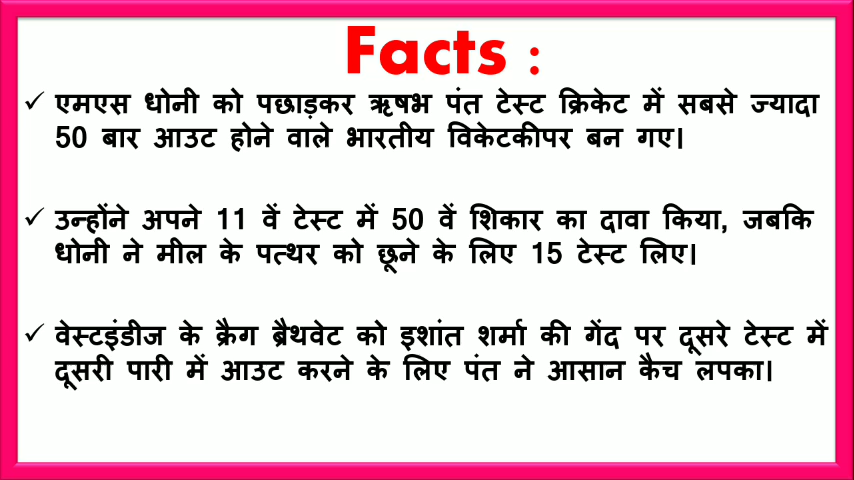 Facts :
✓ एमएस धोनी को पछाड़कर ऋषभ पंत टेस्ट क्रिकेट में सबसे ज्यादा
50 बार आउट होने वाले भारतीय विकेटकीपर बन गए।
✓ उन्होंने अपने 11 वें टेस्ट में 50 वें शिकार का दावा किया, जबकि
धोनी ने मील के पत्थर को छूने के लिए 15 टेस्ट लिए।
✓ वेस्टइंडीज के क्रैग ब्रैथवेट को इशांत शर्मा की गेंद पर दूसरे टेस्ट में
दूसरी पारी में आउट करने के लिए पंत ने आसान कैच लपका।